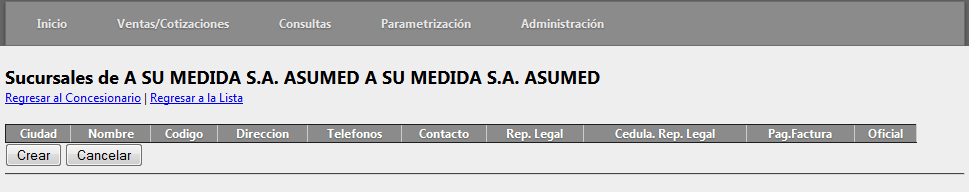 Inicio Ventas/Cotizaciones Consultas Parametrización Administración
Sucursales de A SU MEDIDA S.A. ASUMED A SU MEDIDA S.A. ASUMED
Regresar al Concesionario | Regresar a la Lista
Ciudad Nombre Codigo Direccion Telefonos Contacto Rep. Legal Cedula. Rep. Legal Pag.Factura Oficial
Crear Cancelar